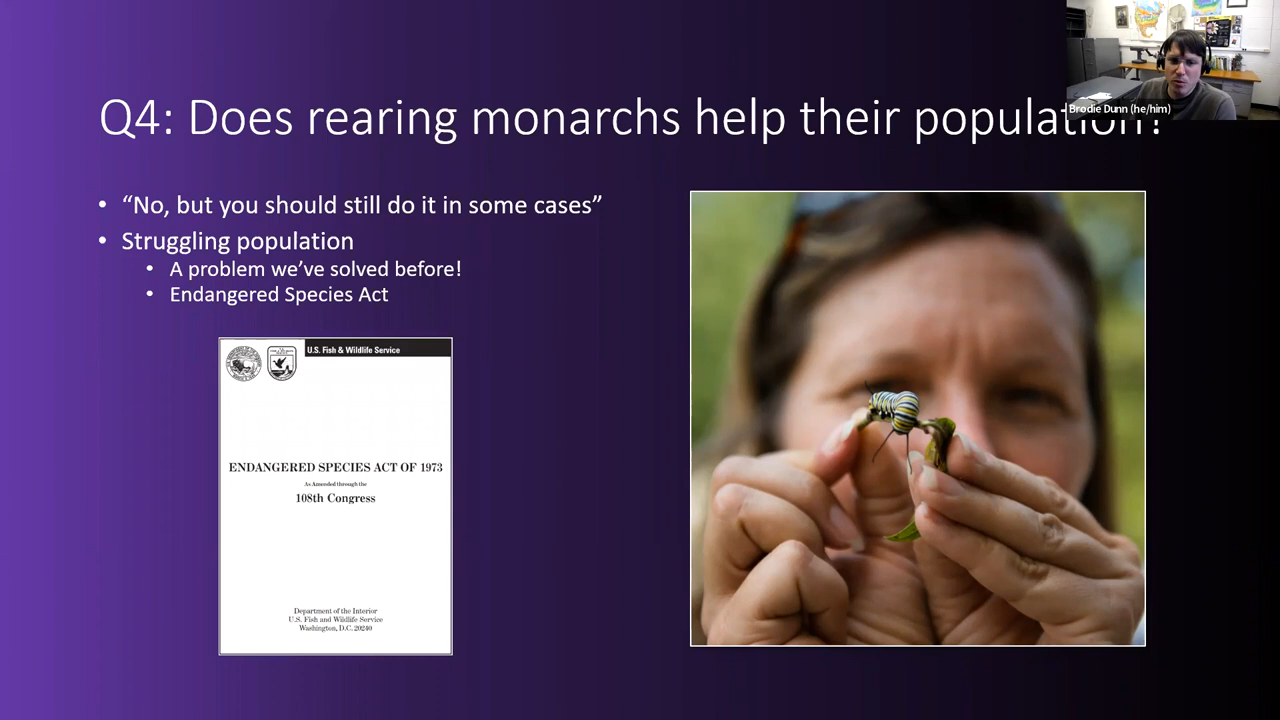 Brodie Dunn (he/him)
Q4: Does rearing monarchs help their population?
• “No, but you should still do it in some cases”
• Struggling population
• A problem we’ve solved before!
• Endangered Species Act
U.S. Fish & Wildlife Service
ENDANGERED SPECIES ACT OF 1973
As Amended through the
108th Congress
Department of the Interior
U.S. Fish and Wildlife Service
Washington, D.C. 20240